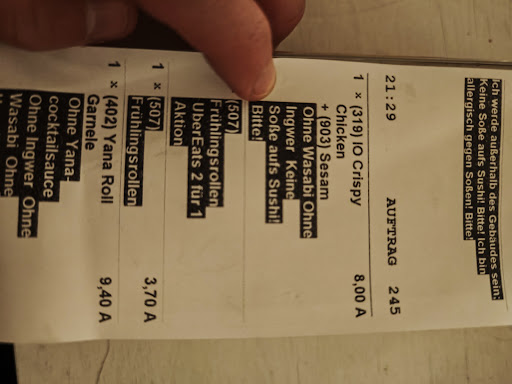 Ich werde außerhalb des Gebäudes sein.
Keine Soße aufs Sushi! Bitte! Ich bin
allergisch gegen Soßen! Bitte!
21:29 AUFTRAG 245
1 × (319) IO Crispy 8,00 A
Chicken
+ (903) Sesam
Ohne Wasabi Ohne
Ingwer Keine
Soße aufs Sushi!
Bitte!
(507)
Frühlingsrollen
UberEats 2 für 1
Aktion
1 × (507) 3,70 A
Frühlingsrollen
1 × (402) Yana Roll 9,40 A
Garnele
Ohne Yana-
cocktailsauce
Ohne Ingwer Ohne
Wasabi Ohne